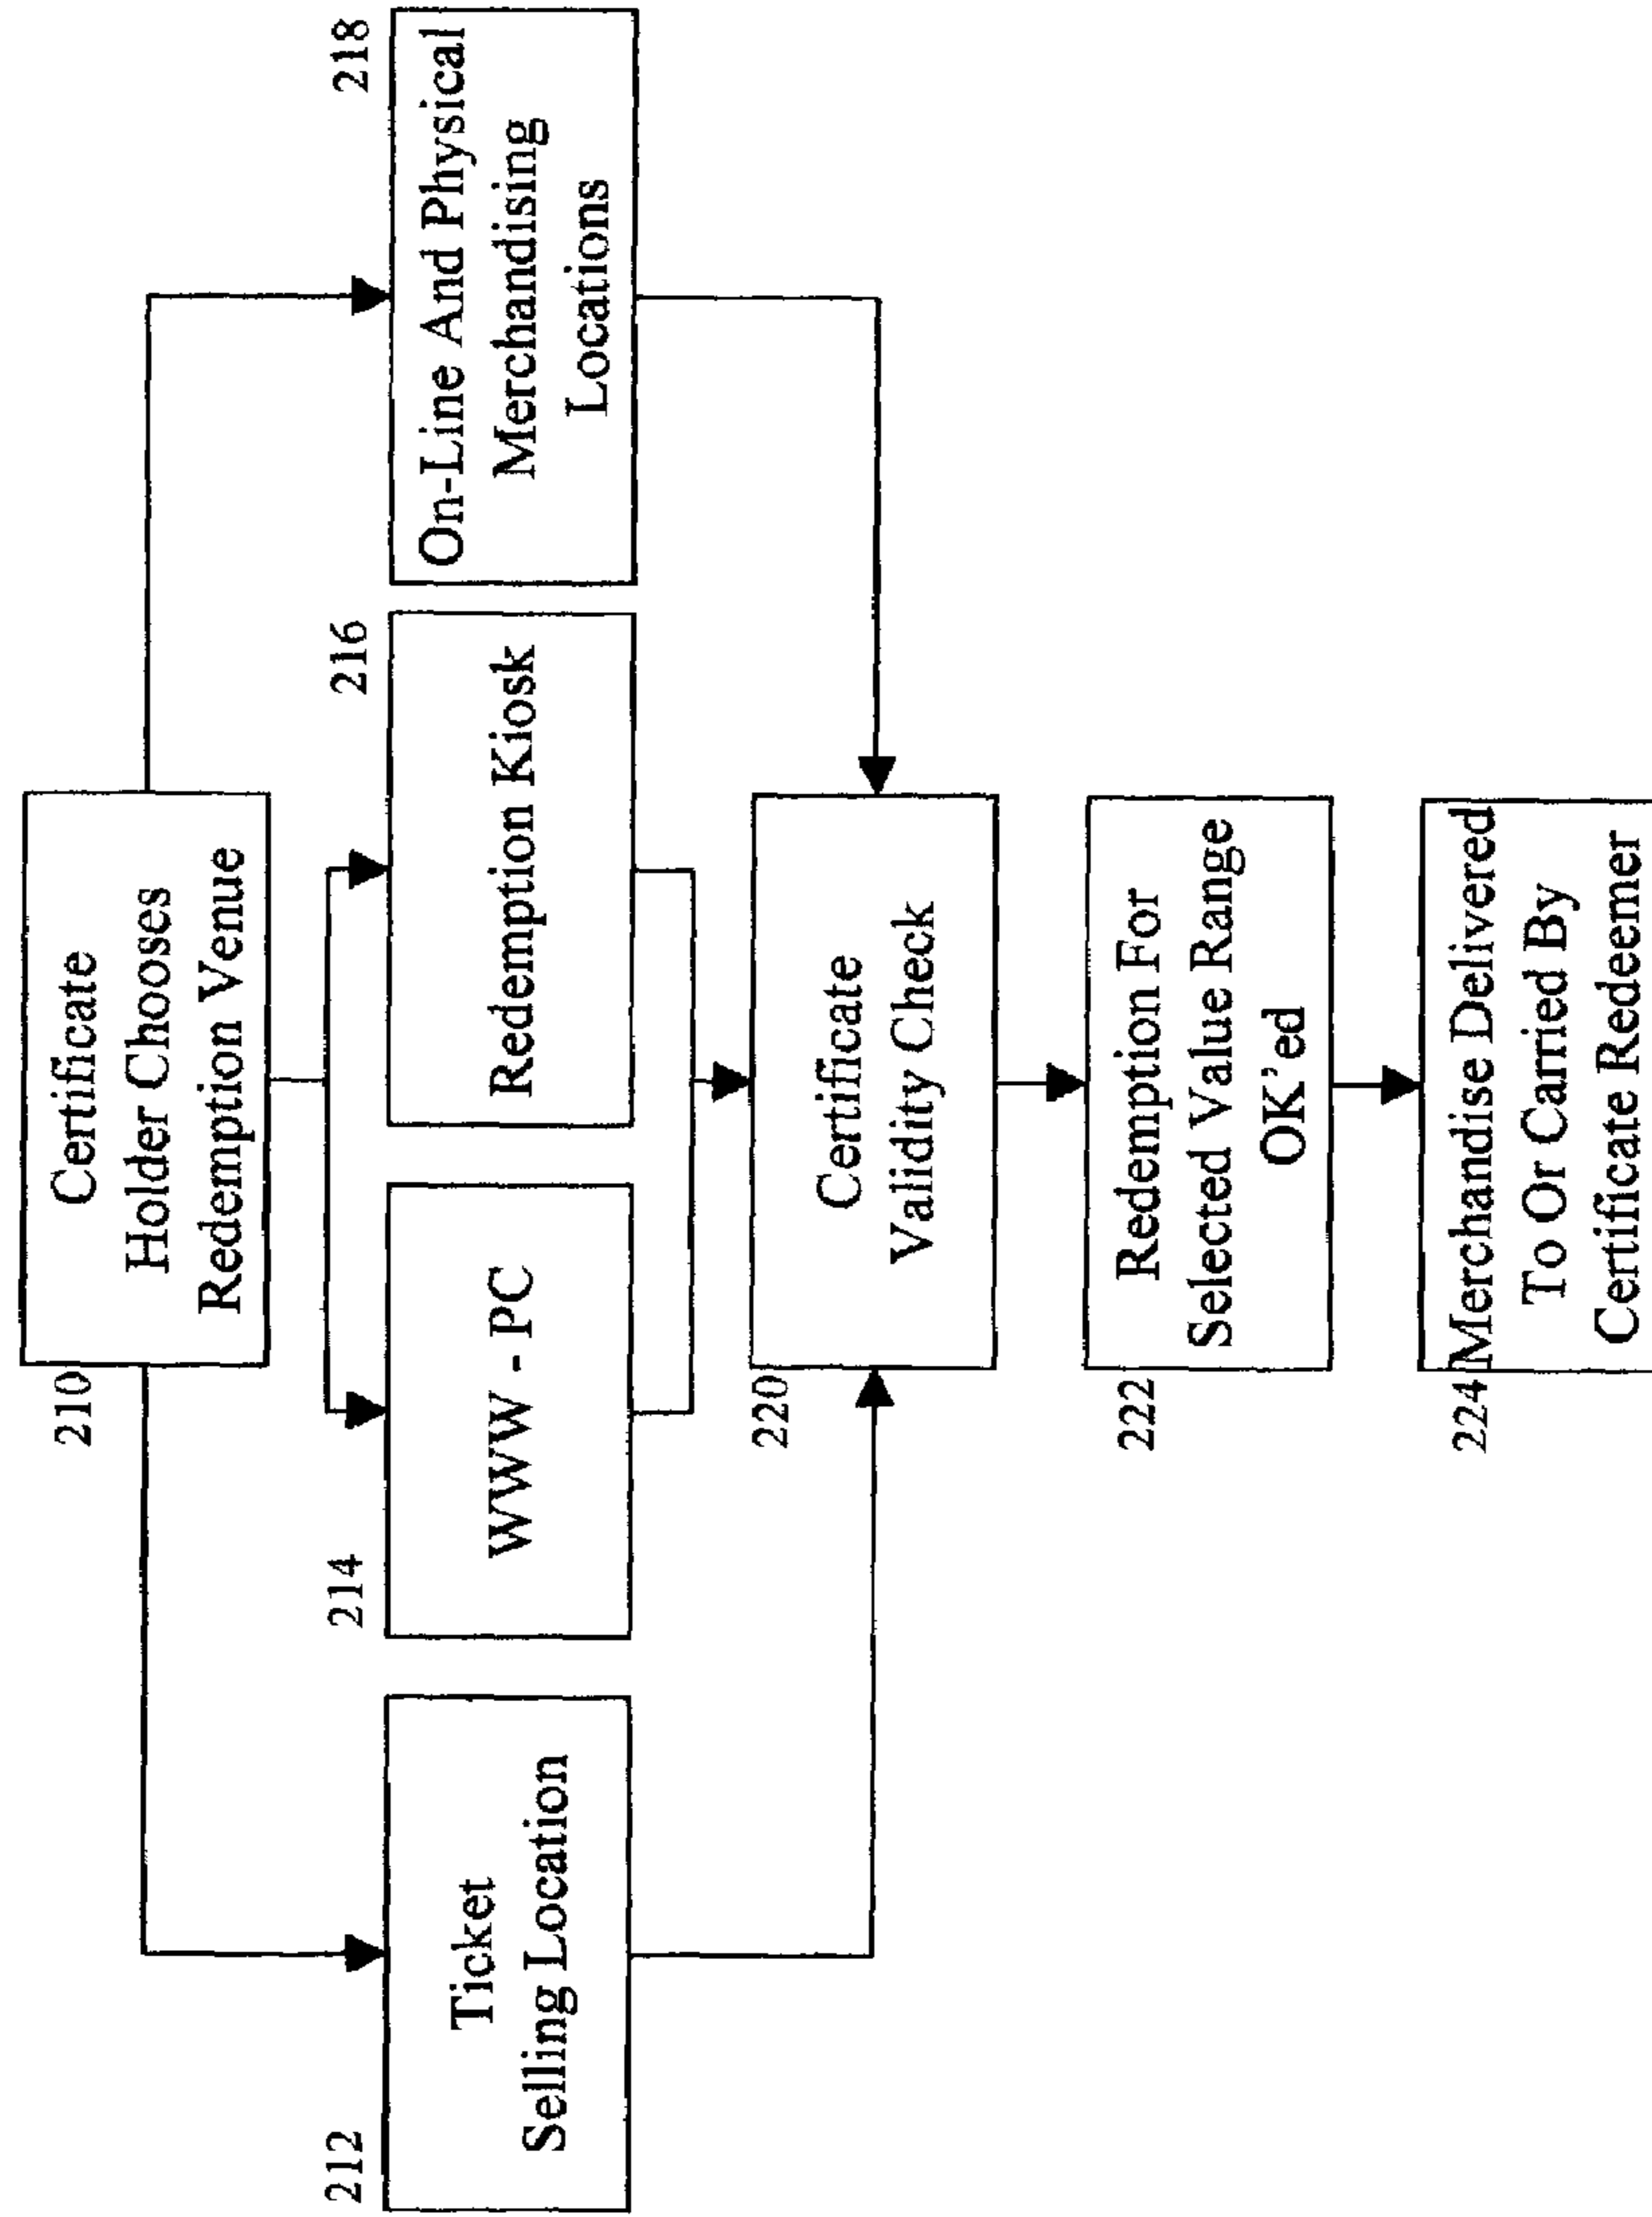 210
Certificate
Holder Chooses
Redemption Venue
212
Ticket
Selling Location
214
WWW - PC
216
Redemption Kiosk
218
On-Line And Physical
Merchandising
Locations
220
Certificate
Validity Check
222
Redemption For
Selected Value Range
OK'ed
224
Merchandise Delivered
To Or Carried By
Certificate Redeemer